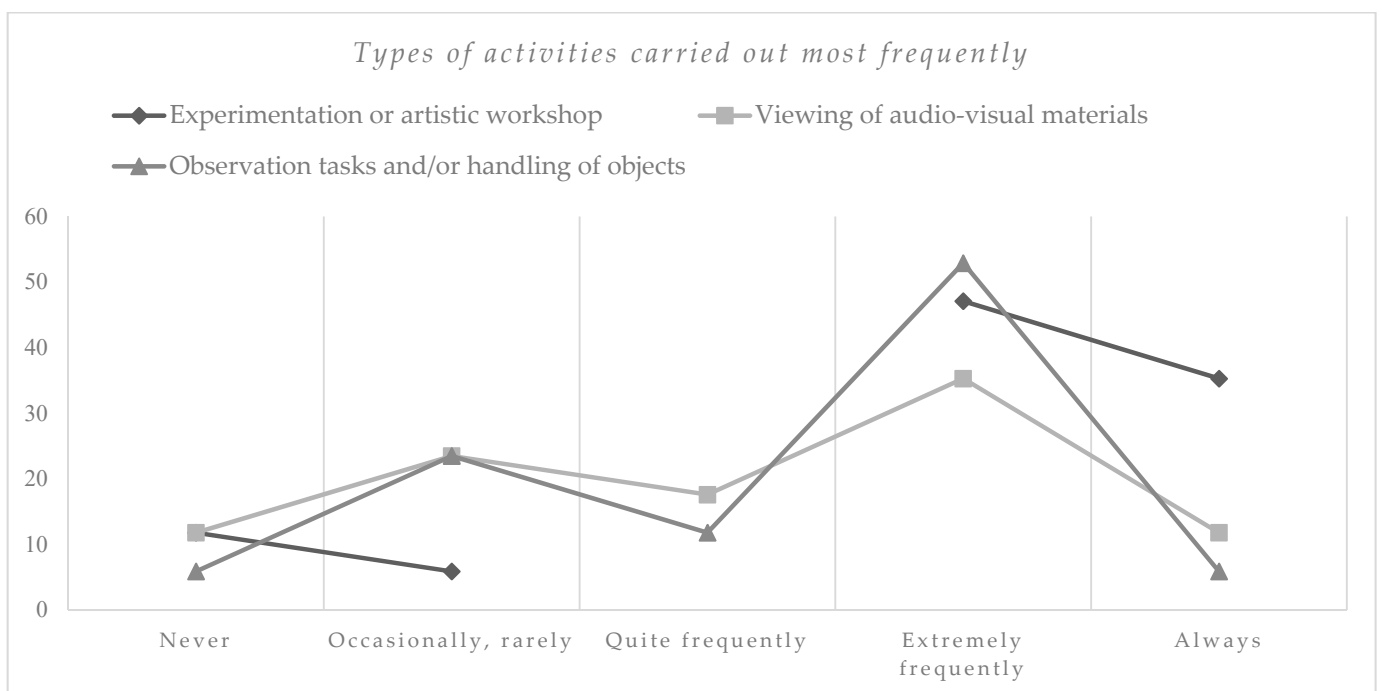 Types of activities carried out most frequently
Experimentation or artistic workshop
Viewing of audio-visual materials
Observation tasks and/or handling of objects
60
50
40
30
20
10
0
Never
Occasionally, rarely
Quite frequently
Extremely
frequently
Always